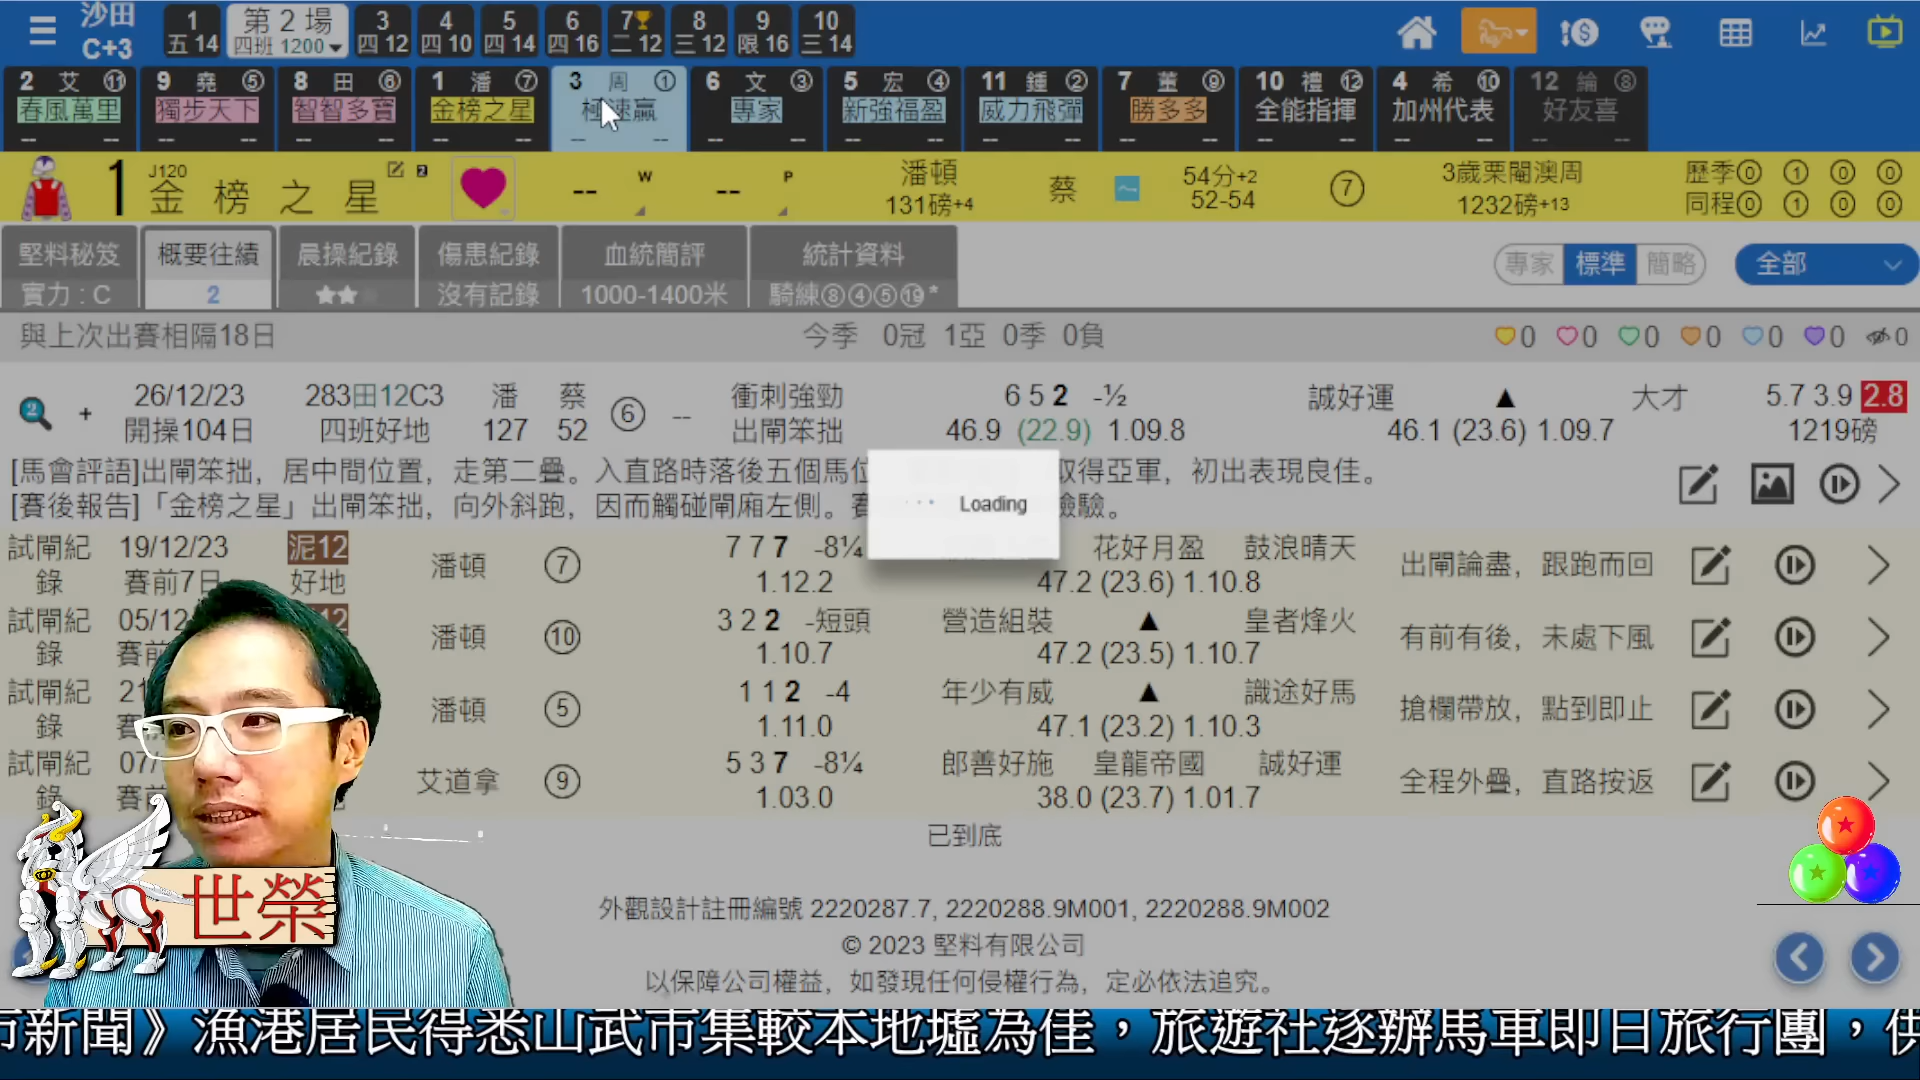 沙田 C+3
1 五 14
第 2 場 四班 1200
3 四 12
4 四 10
5 四 14
6 四 16
7 二 12
8 三 12
9 限 16
10 三 14
2 艾 ⑪ 春風萬里 -- --
9 堯 ⑤ 獨步天下 -- --
8 田 ⑥ 智智多寶 -- --
1 潘 ⑦ 金榜之星 -- --
3 周 ① 極速贏 -- --
6 文 ③ 專家 -- --
5 宏 ④ 新強福盈 -- --
11 鍾 ② 威力飛彈 -- --
7 董 ⑨ 勝多多 -- --
10 禮 ⑫ 全能指揮 -- --
4 希 ⑩ 加州代表 -- --
12 綸 ⑧ 好友喜 -- --
1 J120 金榜之星 2 -- W -- P 潘頓 131磅+4 蔡 54分+2 52-54 ⑦ 3歲栗閹澳周 1232磅+13
歷季⓪ ① ⓪ ⓪
同程⓪ ① ⓪ ⓪
堅料秘笈 實力 : C
概要往績 2
晨操紀錄 ★★
傷患紀錄 沒有記錄
血統簡評 1000-1400米
統計資料 騎練⑧④⑤⑲*
專家 標準 簡略 全部
與上次出賽相隔18日 今季 0冠 1亞 0季 0負 0 0 0 0 0 0 0
2 + 26/12/23 283田12C3 潘 蔡 ⑥ -- 衝刺強勁 6 5 2 -½ 誠好運 ▲ 大才 5.7 3.9 2.8
開操104日 四班好地 127 52 出閘笨拙 46.9 (22.9) 1.09.8 46.1 (23.6) 1.09.7 1219磅
[馬會評語]出閘笨拙，居中間位置，走第二疊。入直路時落後五個馬位 取得亞軍，初出表現良佳。
[賽後報告]「金榜之星」出閘笨拙，向外斜跑，因而觸碰閘廂左側。賽 檢驗。
Loading
試閘紀錄 19/12/23 泥12 潘頓 ⑦ 7 7 7 -8¼ 花好月盈 鼓浪晴天 出閘論盡，跟跑而回
賽前7日 好地 1.12.2 47.2 (23.6) 1.10.8
試閘紀錄 05/12 12 潘頓 ⑩ 3 2 2 -短頭 營造組裝 ▲ 皇者烽火 有前有後，未處下風
賽前 1.10.7 47.2 (23.5) 1.10.7
試閘紀錄 21 潘頓 ⑤ 1 1 2 -4 年少有威 ▲ 識途好馬 搶欄帶放，點到即止
賽 1.11.0 47.1 (23.2) 1.10.3
試閘紀錄 07/ 艾道拿 ⑨ 5 3 7 -8¼ 郎善好施 皇龍帝國 誠好運 全程外疊，直路按返
賽前 1.03.0 38.0 (23.7) 1.01.7
已到底
世榮
外觀設計註冊編號 2220287.7, 2220288.9M001, 2220288.9M002
© 2023 堅料有限公司
以保障公司權益，如發現任何侵權行為，定必依法追究。
市新聞》漁港居民得悉山武市集較本地墟為佳，旅遊社逐辦馬車即日旅行團，供